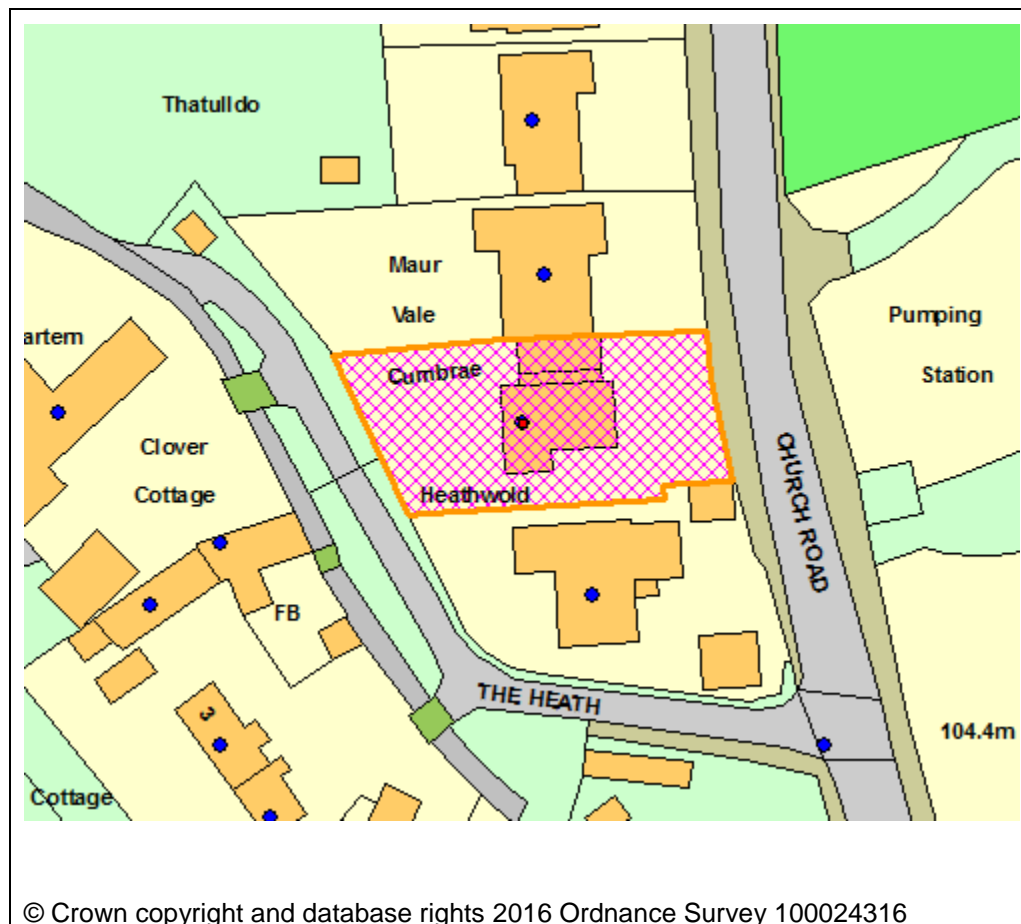 Thatulldo
Maur
Vale
Pumping
Station
artem
Cumbrae
Clover
Cottage
Heathwold
CHURCH ROAD
FB
THE HEATH
3
104.4m
Cottage
© Crown copyright and database rights 2016 Ordnance Survey 100024316